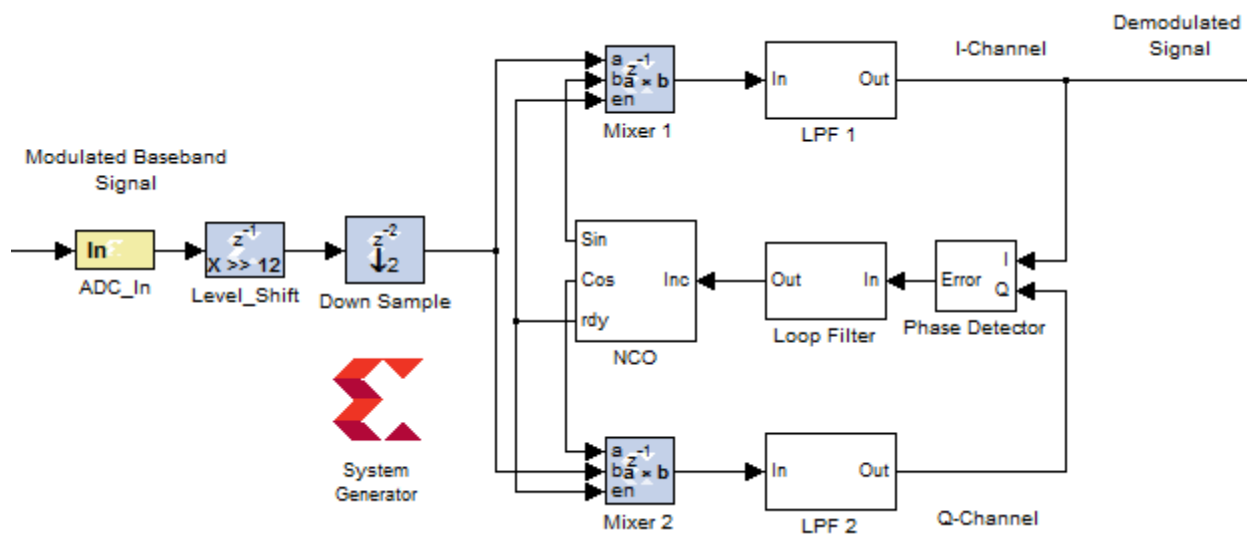 Demodulated
Signal
I-Channel
a
b
en
z⁻¹
a × b
Mixer 1
In
Out
LPF 1
Modulated Baseband
Signal
In
ADC_In
z⁻¹
X >> 12
Level_Shift
z⁻²
↓2
Down Sample
Sin
Cos
rdy
Inc
NCO
Out
In
Loop Filter
I
Q
Error
Phase Detector
System
Generator
a
b
en
z⁻¹
a × b
Mixer 2
In
Out
LPF 2
Q-Channel